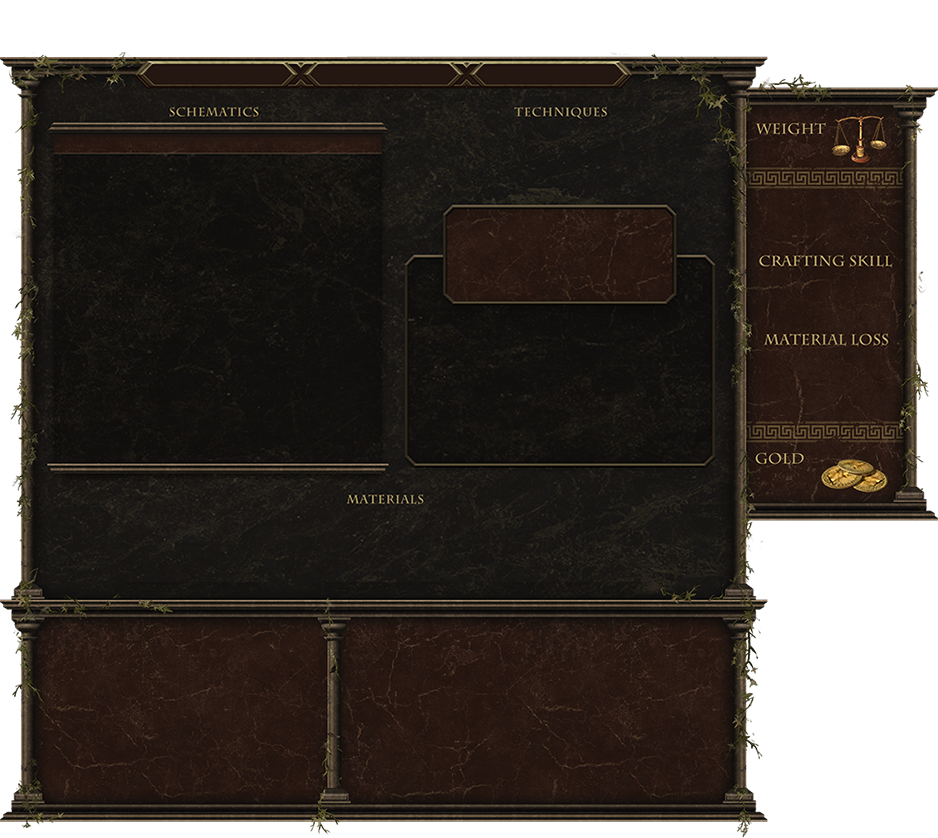 SCHEMATICS
TECHNIQUES
WEIGHT
CRAFTING SKILL
MATERIAL LOSS
GOLD
MATERIALS